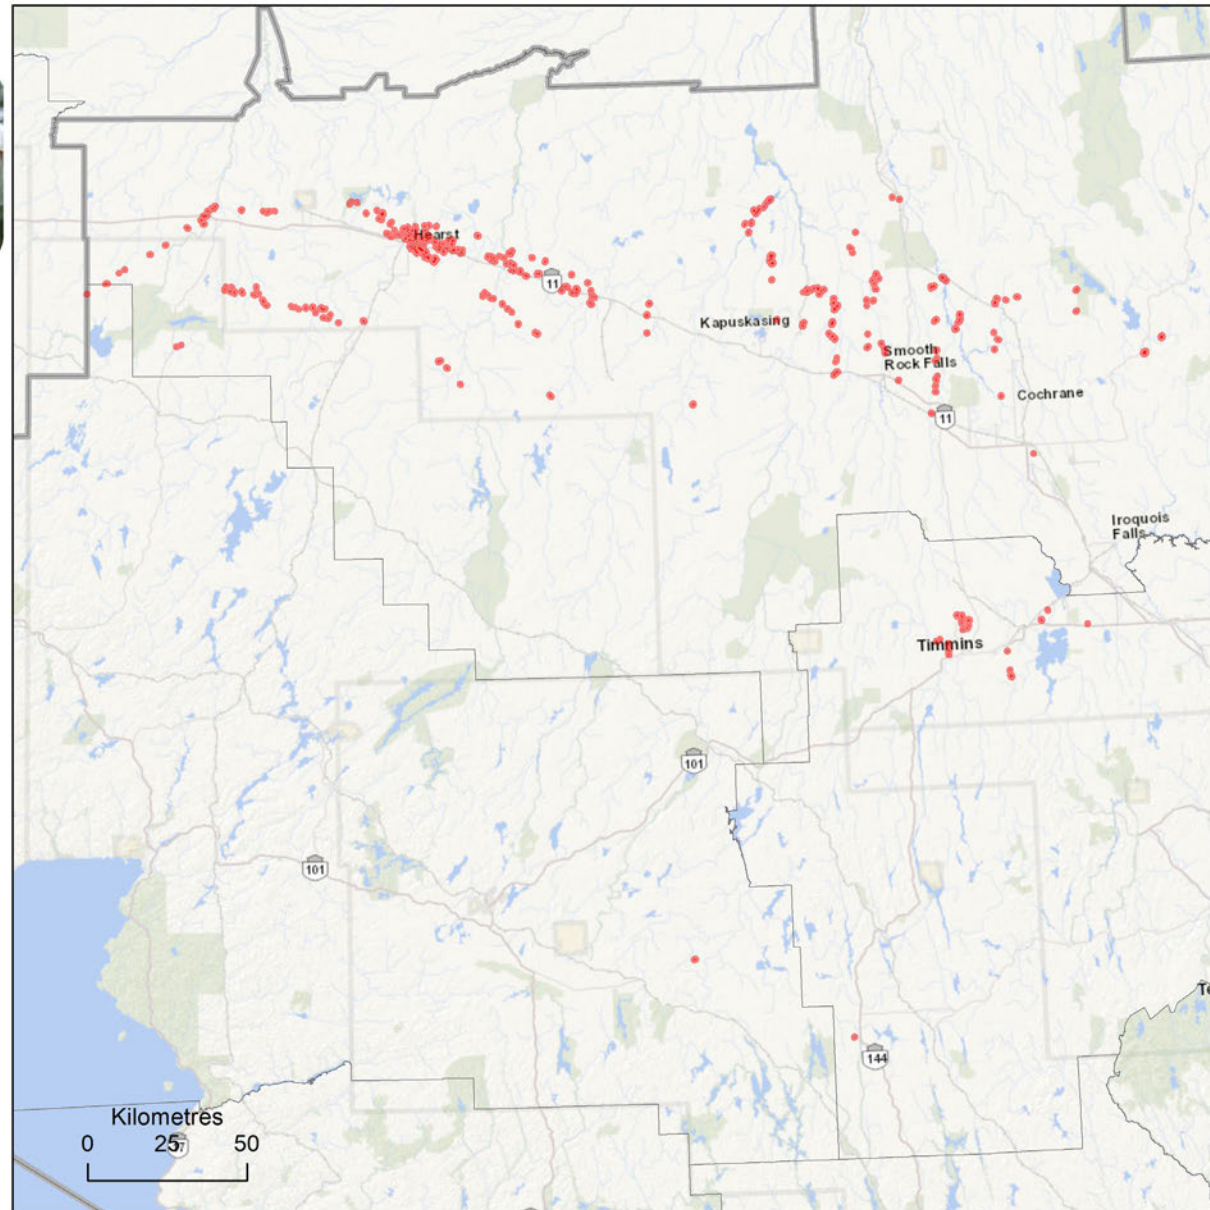 Hearst
11
Kapuskasing
Smooth
Rock Falls
Cochrane
11
Iroquois
Falls
Timmins
101
101
144
Kilometres
0 25 50